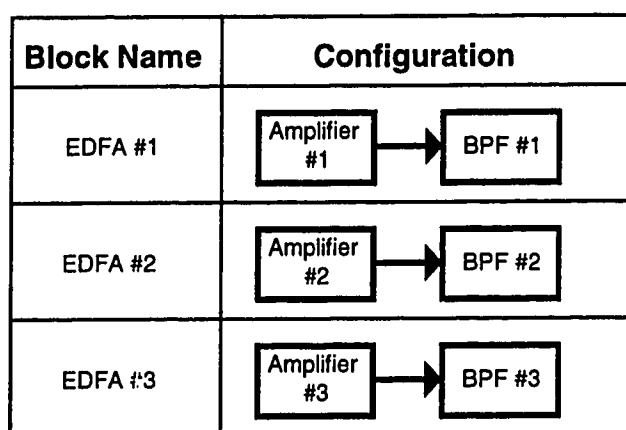 Block Name Configuration
EDFA #1 Amplifier #1 BPF #1
EDFA #2 Amplifier #2 BPF #2
EDFA #3 Amplifier #3 BPF #3